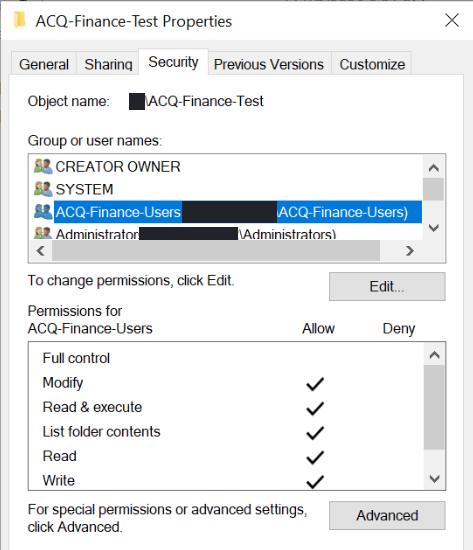 ACQ-Finance-Test Properties
General Sharing Security Previous Versions Customize
Object name: \ACQ-Finance-Test
Group or user names:
CREATOR OWNER
SYSTEM
ACQ-Finance-Users \ACQ-Finance-Users)
Administrator \Administrators)
To change permissions, click Edit.
Edit...
Permissions for
ACQ-Finance-Users Allow Deny
Full control
Modify
Read & execute
List folder contents
Read
Write
For special permissions or advanced settings,
click Advanced.
Advanced